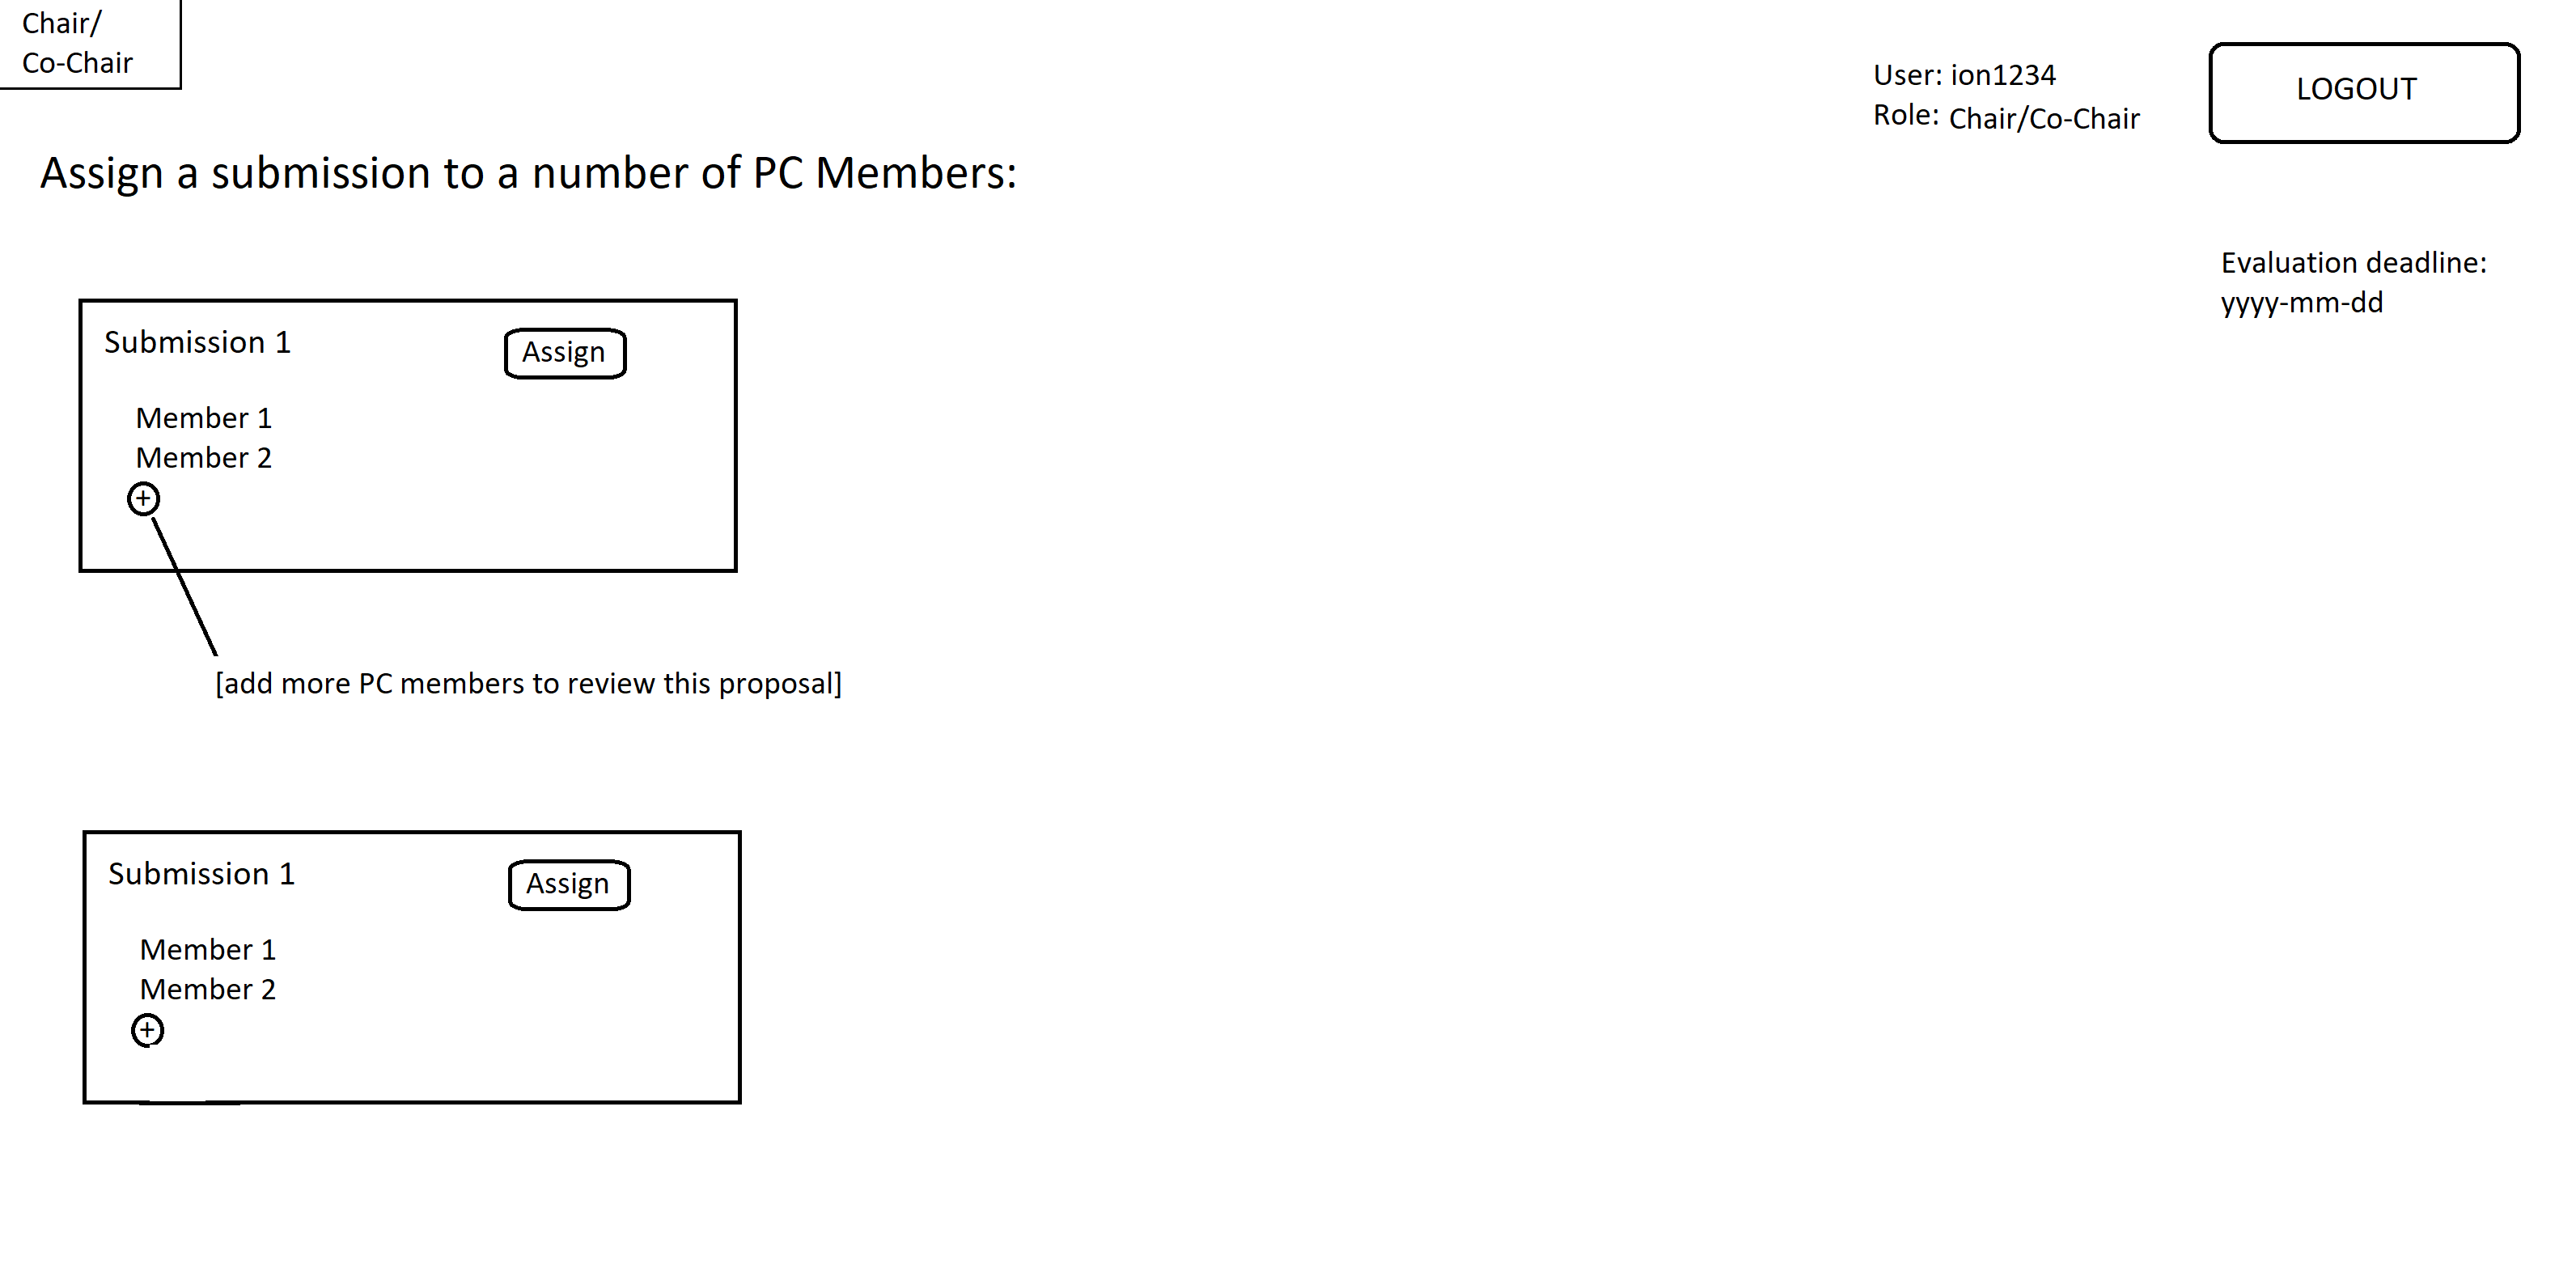 Chair/
Co-Chair
User: ion1234
Role: Chair/Co-Chair
LOGOUT
Assign a submission to a number of PC Members:
Evaluation deadline:
yyyy-mm-dd
Submission 1
Assign
Member 1
Member 2
+
[add more PC members to review this proposal]
Submission 1
Assign
Member 1
Member 2
+